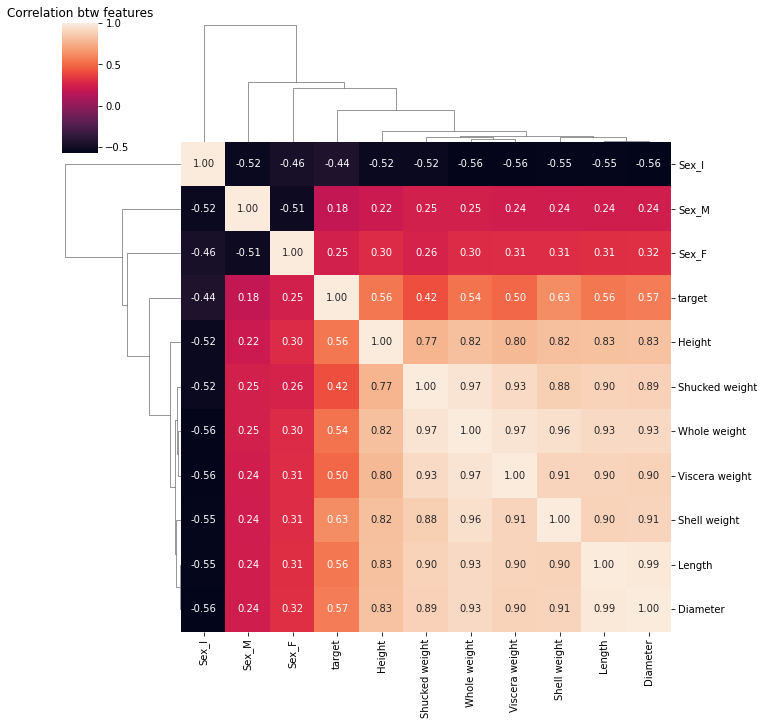 Correlation btw features
1.0
0.5
0.0
−0.5
1.00 -0.52 -0.46 -0.44 -0.52 -0.52 -0.56 -0.56 -0.55 -0.55 -0.56 Sex_I
-0.52 1.00 -0.51 0.18 0.22 0.25 0.25 0.24 0.24 0.24 0.24 Sex_M
-0.46 -0.51 1.00 0.25 0.30 0.26 0.30 0.31 0.31 0.31 0.32 Sex_F
-0.44 0.18 0.25 1.00 0.56 0.42 0.54 0.50 0.63 0.56 0.57 target
-0.52 0.22 0.30 0.56 1.00 0.77 0.82 0.80 0.82 0.83 0.83 Height
-0.52 0.25 0.26 0.42 0.77 1.00 0.97 0.93 0.88 0.90 0.89 Shucked weight
-0.56 0.25 0.30 0.54 0.82 0.97 1.00 0.97 0.96 0.93 0.93 Whole weight
-0.56 0.24 0.31 0.50 0.80 0.93 0.97 1.00 0.91 0.90 0.90 Viscera weight
-0.55 0.24 0.31 0.63 0.82 0.88 0.96 0.91 1.00 0.90 0.91 Shell weight
-0.55 0.24 0.31 0.56 0.83 0.90 0.93 0.90 0.90 1.00 0.99 Length
-0.56 0.24 0.32 0.57 0.83 0.89 0.93 0.90 0.91 0.99 1.00 Diameter
Sex_I
Sex_M
Sex_F
target
Height
Shucked weight
Whole weight
Viscera weight
Shell weight
Length
Diameter